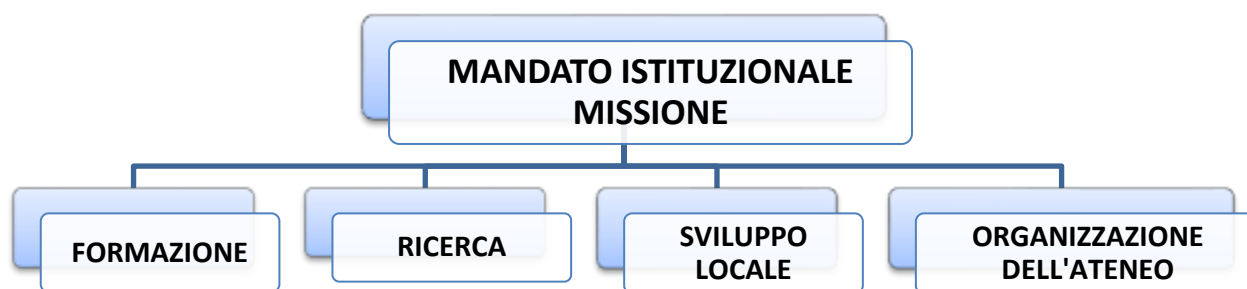 MANDATO ISTITUZIONALE
MISSIONE
FORMAZIONE
RICERCA
SVILUPPO
LOCALE
ORGANIZZAZIONE
DELL'ATENEO